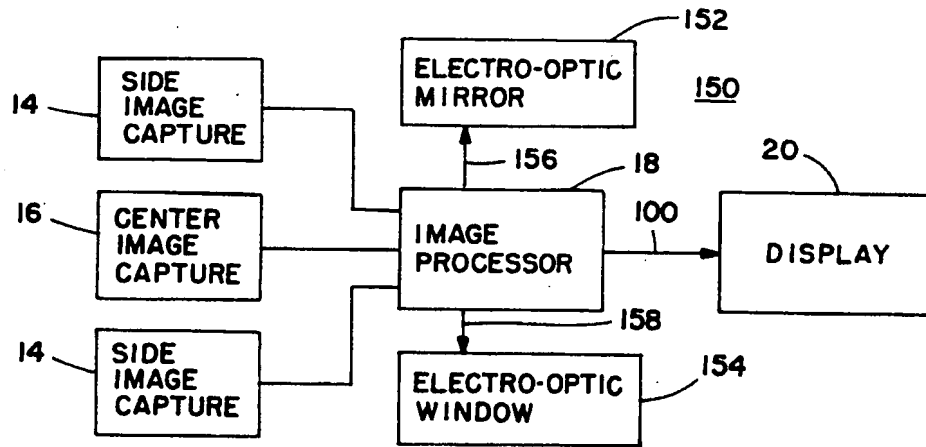 152
ELECTRO-OPTIC
MIRROR
150
14
SIDE
IMAGE
CAPTURE
156
18
20
16
CENTER
IMAGE
CAPTURE
IMAGE
PROCESSOR
100
DISPLAY
158
14
SIDE
IMAGE
CAPTURE
ELECTRO-OPTIC
WINDOW
154